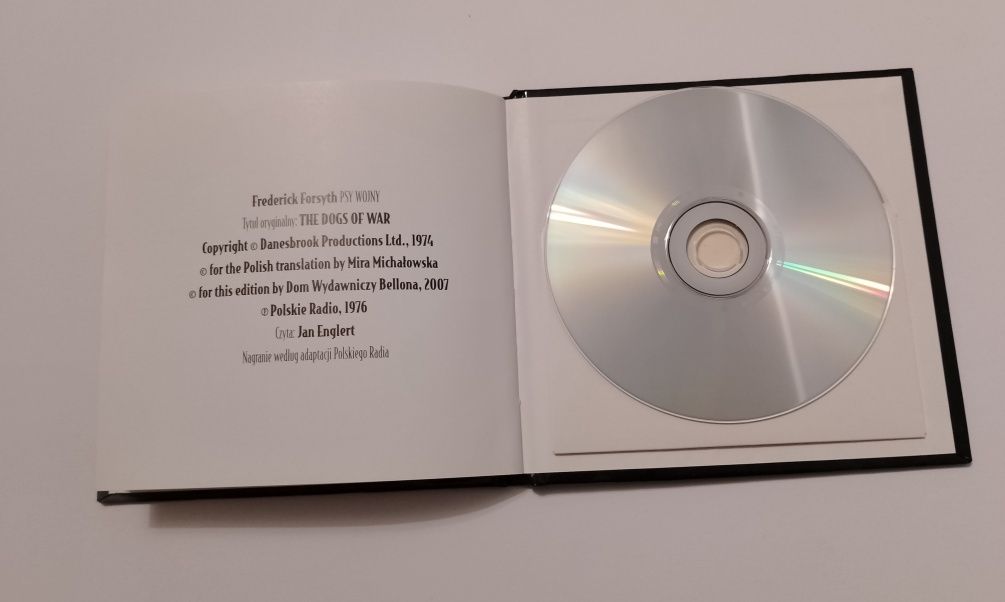 Frederick Forsyth PSY WOJNY
Tytuł oryginalny: THE DOGS OF WAR
Copyright © Danesbrook Productions Ltd., 1974
© for the Polish translation by Mira Michałowska
© for this edition by Dom Wydawniczy Bellona, 2007
℗ Polskie Radio, 1976
Czyta: Jan Englert
Nagranie według adaptacji Polskiego Radia